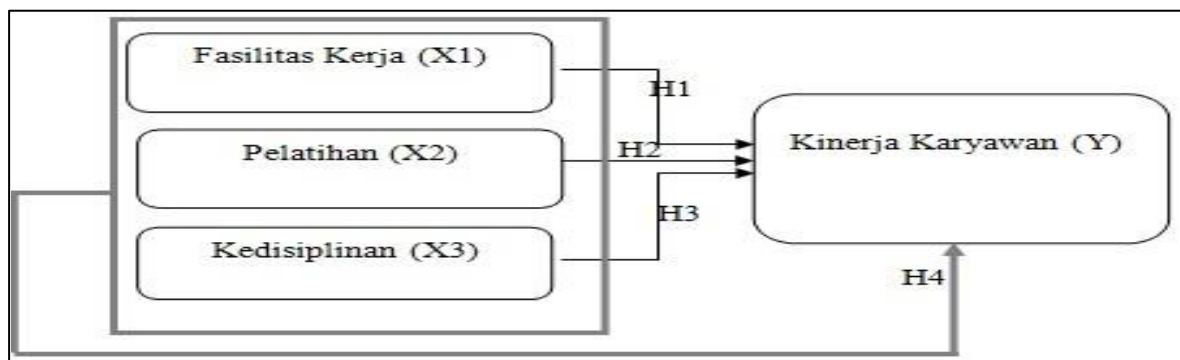 Fasilitas Kerja (X1)
H1
Pelatihan (X2)
H2
Kinerja Karyawan (Y)
H3
Kedisiplinan (X3)
H4